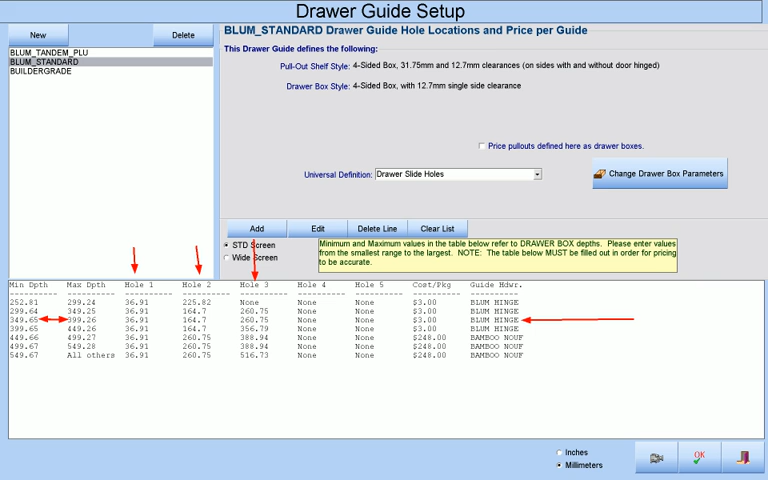 Drawer Guide Setup
New
Delete
BLUM_TANDEM_PLU
BLUM_STANDARD
BUILDERGRADE
BLUM_STANDARD Drawer Guide Hole Locations and Price per Guide
This Drawer Guide defines the following:
Pull-Out Shelf Style: 4-Sided Box, 31.75mm and 12.7mm clearances (on sides with and without door hinged)
Drawer Box Style: 4-Sided Box, with 12.7mm single side clearance
Price pullouts defined here as drawer boxes.
Universal Definition: Drawer Slide Holes
Change Drawer Box Parameters
Add Edit Delete Line Clear List
STD Screen
Wide Screen
Minimum and Maximum values in the table below refer to DRAWER BOX depths. Please enter values
from the smallest range to the largest. NOTE: The table below MUST be filled out in order for pricing
to be accurate.
Min Dpth Max Dpth Hole 1 Hole 2 Hole 3 Hole 4 Hole 5 Cost/Pkg Guide Hdwr.
252.81 299.24 36.91 225.82 None None None $3.00 BLUM HINGE
299.64 349.25 36.91 164.7 260.75 None None $3.00 BLUM HINGE
349.65 399.26 36.91 164.7 260.75 None None $3.00 BLUM HINGE
399.65 449.26 36.91 164.7 356.79 None None $3.00 BLUM HINGE
449.66 499.27 36.91 260.75 388.94 None None $248.00 BAMBOO NOUF
499.67 549.28 36.91 260.75 388.94 None None $248.00 BAMBOO NOUF
549.67 All others 36.91 260.75 516.73 None None $248.00 BAMBOO NOUF
Inches
Millimeters
OK